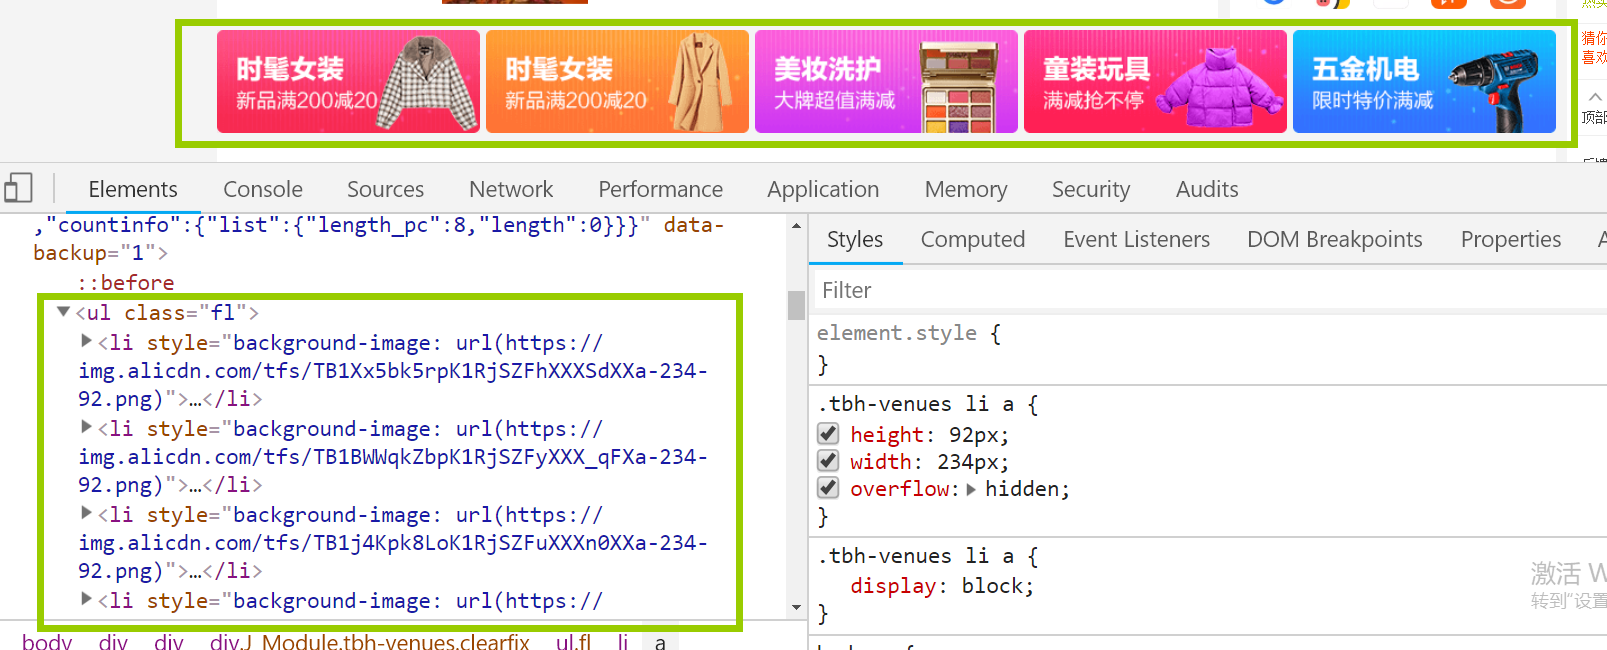 时髦女装
新品满200减20
时髦女装
新品满200减20
美妆洗护
大牌超值满减
童装玩具
满减抢不停
五金机电
限时特价满减
猜你
喜欢
顶部
Elements Console Sources Network Performance Application Memory Security Audits
,"countinfo":{"list":{"length_pc":8,"length":0}}}" data-
backup="1">
::before
<ul class="fl">
<li style="background-image: url(https://
img.alicdn.com/tfs/TB1Xx5bk5rpK1RjSZFhXXXSdXXa-234-
92.png)">…</li>
<li style="background-image: url(https://
img.alicdn.com/tfs/TB1BWWqkZbpK1RjSZFyXXX_qFXa-234-
92.png)">…</li>
<li style="background-image: url(https://
img.alicdn.com/tfs/TB1j4Kpk8LoK1RjSZFuXXXn0XXa-234-
92.png)">…</li>
<li style="background-image: url(https://
body div div div.J_Module.tbh-venues.clearfix ul.fl li a
Styles Computed Event Listeners DOM Breakpoints Properties
Filter
element.style {
}
.tbh-venues li a {
height: 92px;
width: 234px;
overflow: hidden;
}
.tbh-venues li a {
display: block;
}
激活 W
转到"设置